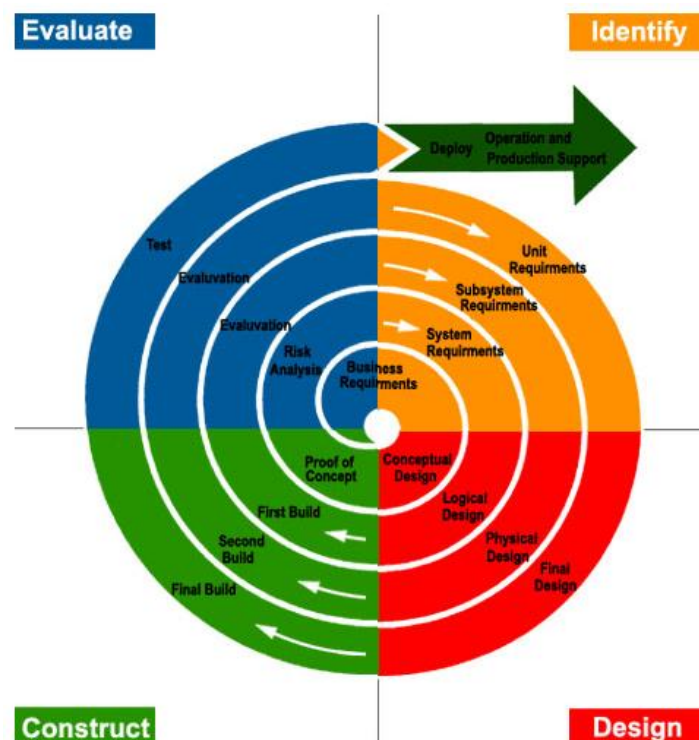 Evaluate
Identify
Deploy
Operation and
Production Support
Test
Unit
Requirments
Evaluvation
Subsystem
Requirments
Evaluvation
System
Requirments
Risk
Analysis
Business
Requirments
Proof of
Concept
Conceptual
Design
First Build
Logical
Design
Second
Build
Physical
Design
Final Build
Final
Design
Construct
Design